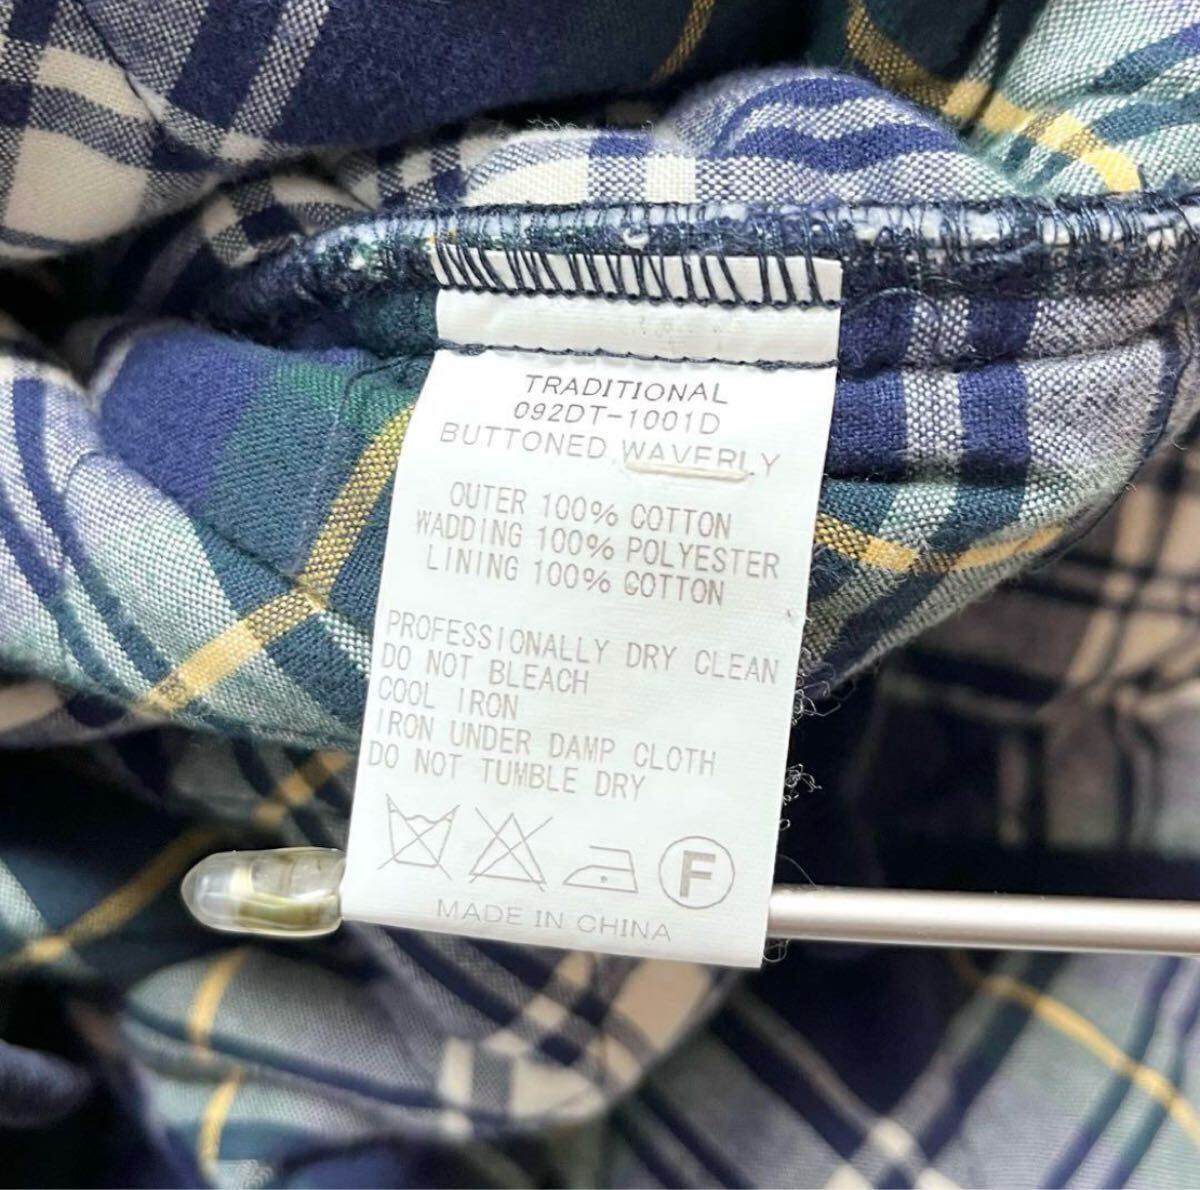 TRADITIONAL
092DT-1001D
BUTTONED WAVERLY
OUTER 100% COTTON
WADDING 100% POLYESTER
LINING 100% COTTON
PROFESSIONALLY DRY CLEAN
DO NOT BLEACH
COOL IRON
IRON UNDER DAMP CLOTH
DO NOT TUMBLE DRY
F
MADE IN CHINA